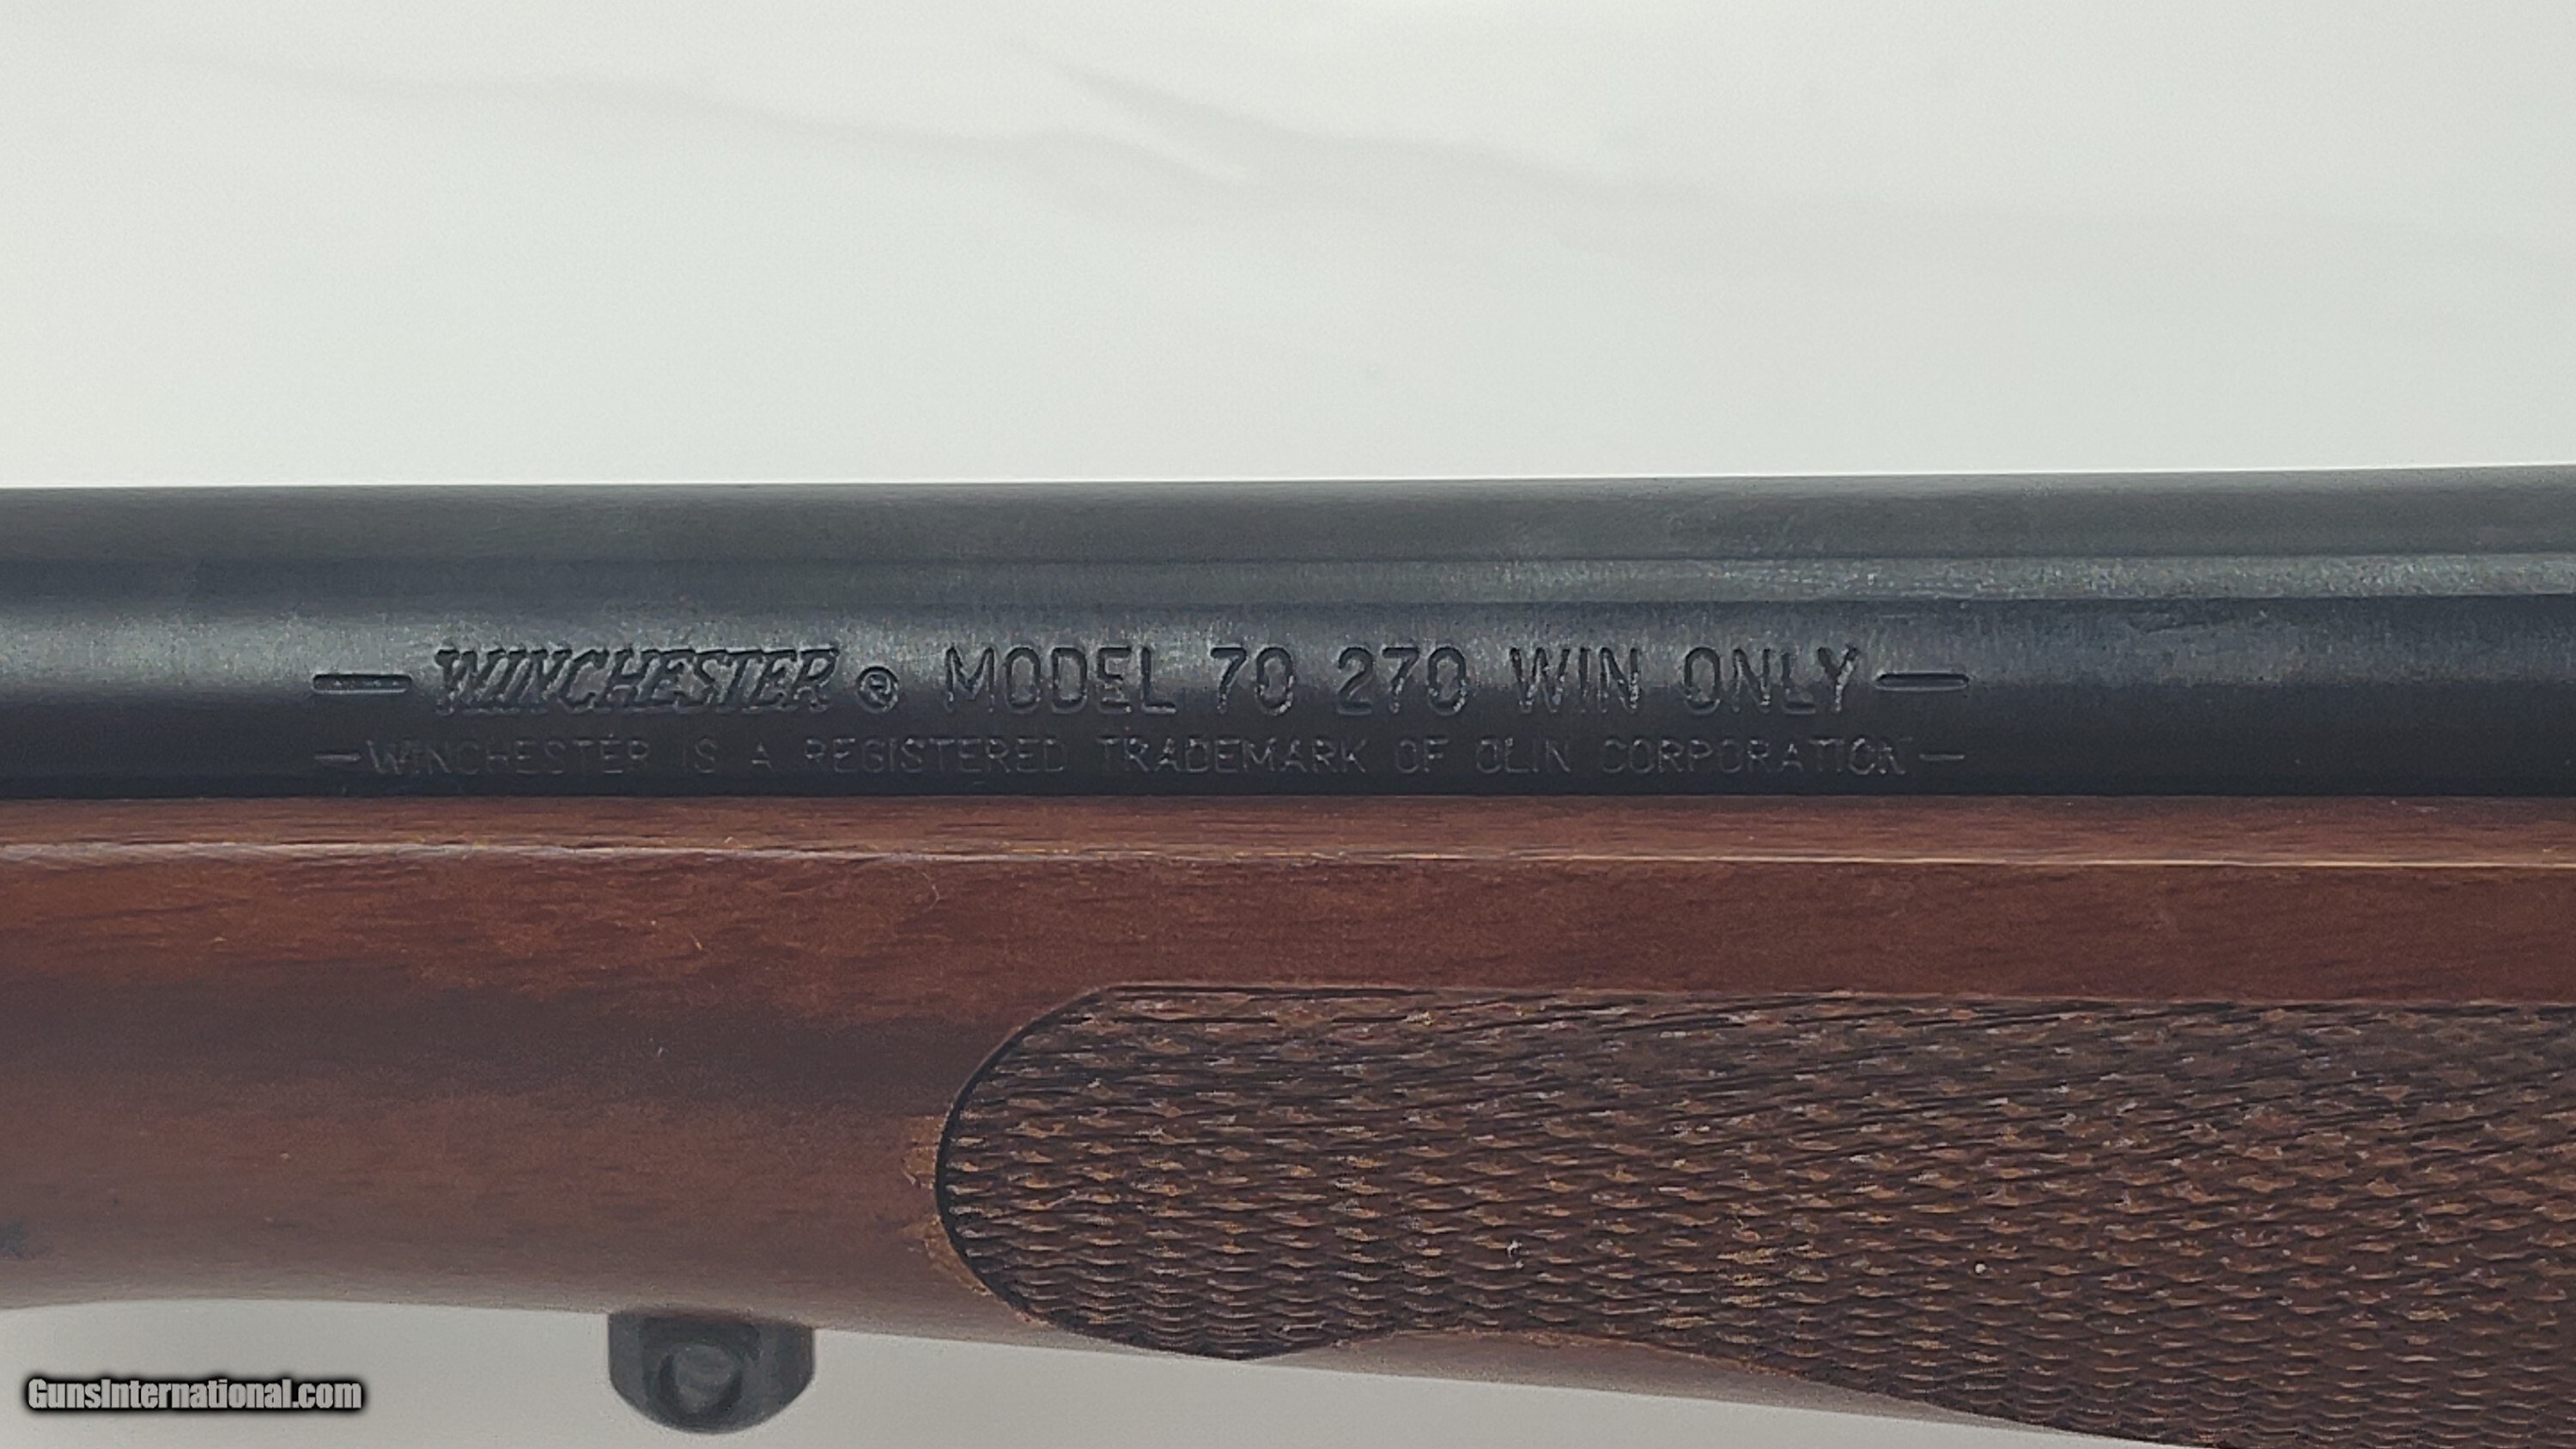 —WINCHESTER® MODEL 70 270 WIN ONLY—
—WINCHESTER IS A REGISTERED TRADEMARK OF OLIN CORPORATION—
GunsInternational.com